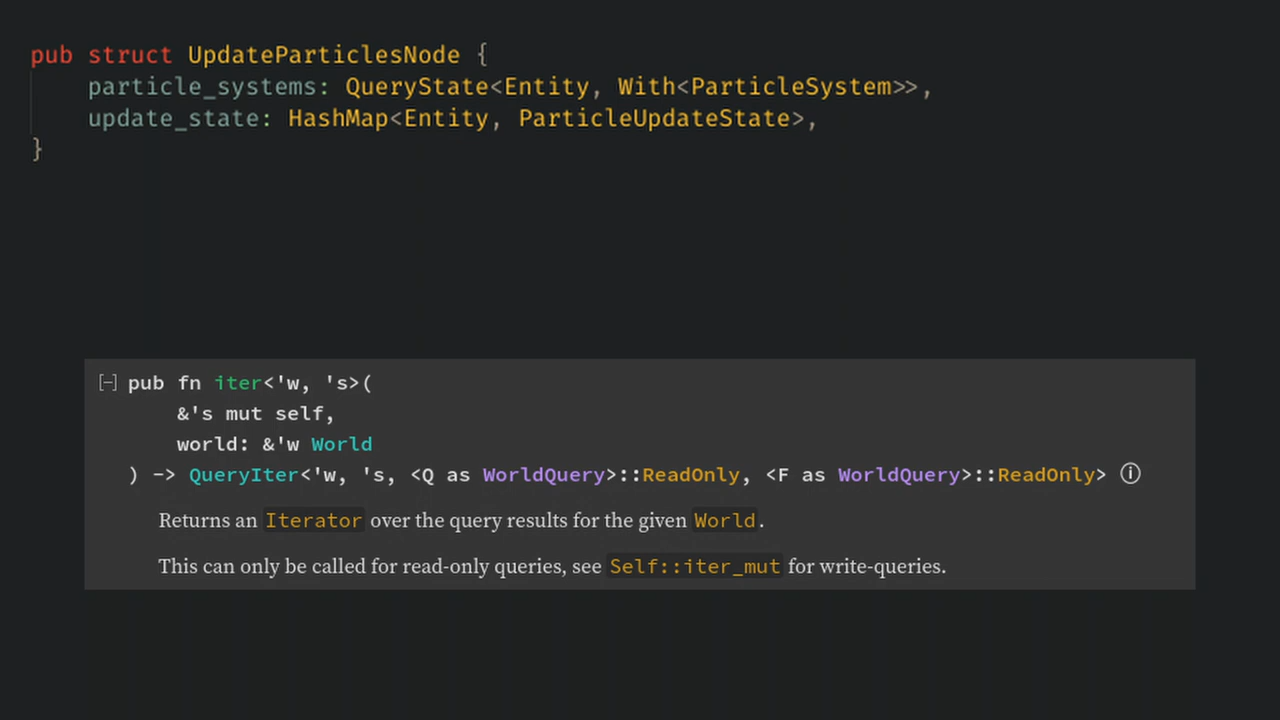 pub struct UpdateParticlesNode {
    particle_systems: QueryState<Entity, With<ParticleSystem>>,
    update_state: HashMap<Entity, ParticleUpdateState>,
}
[−] pub fn iter<'w, 's>(
    &'s mut self,
    world: &'w World
) -> QueryIter<'w, 's, <Q as WorldQuery>::ReadOnly, <F as WorldQuery>::ReadOnly> ⓘ
Returns an Iterator over the query results for the given World.
This can only be called for read-only queries, see Self::iter_mut for write-queries.